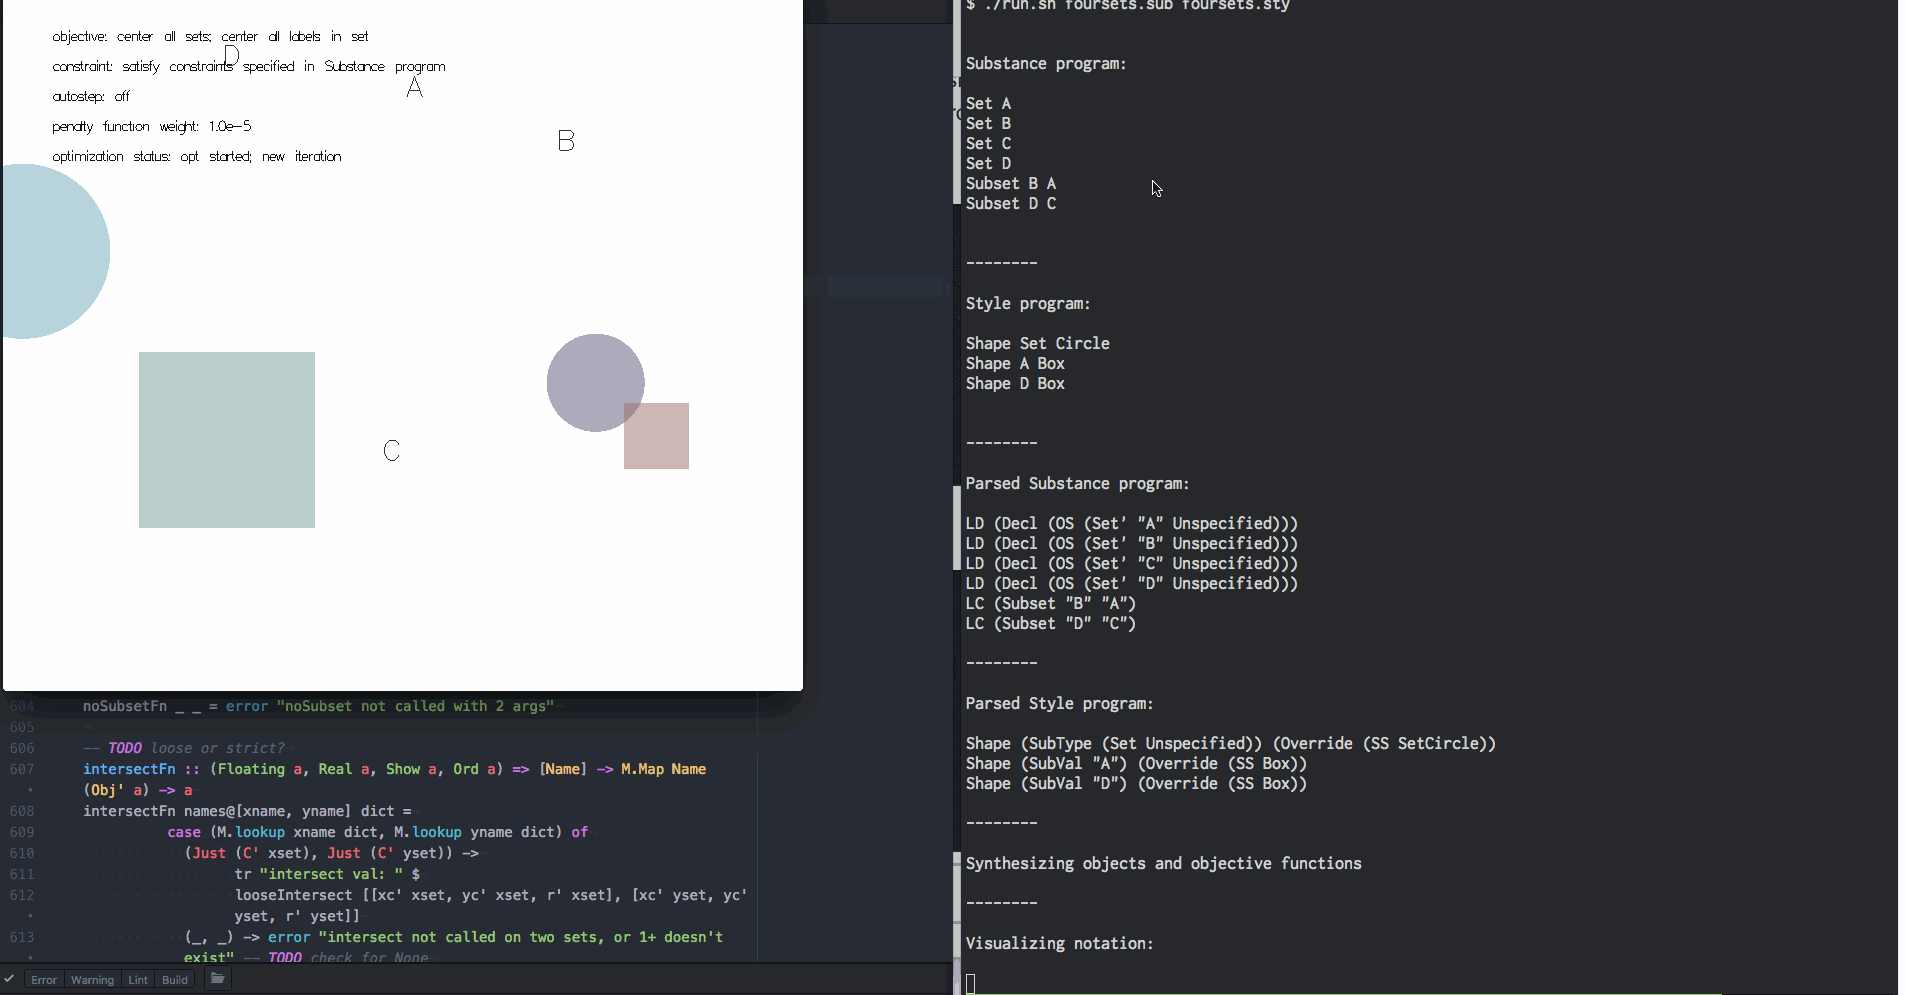 objective: center all sets; center all labels in set
D
constraint: satisfy constraints specified in Substance program
A
autostep: off
penalty function weight: 1.0e-5
B
optimization status: opt started; new iteration
C
604 noSubsetFn _ _ = error "noSubset not called with 2 args"
605
606 -- TODO loose or strict?
607 intersectFn :: (Floating a, Real a, Show a, Ord a) => [Name] -> M.Map Name
(Obj' a) -> a
608 intersectFn names@[xname, yname] dict =
609 case (M.lookup xname dict, M.lookup yname dict) of
610 (Just (C' xset), Just (C' yset)) ->
611 tr "intersect val: " $
612 looseIntersect [[xc' xset, yc' xset, r' xset], [xc' yset, yc'
yset, r' yset]]
613 (_, _) -> error "intersect not called on two sets, or 1+ doesn't
exist" -- TODO check for None
Error Warning Lint Build
$ ./run.sh foursets.sub foursets.sty
Substance program:
Set A
Set B
Set C
Set D
Subset B A
Subset D C
--------
Style program:
Shape Set Circle
Shape A Box
Shape D Box
--------
Parsed Substance program:
LD (Decl (OS (Set' "A" Unspecified)))
LD (Decl (OS (Set' "B" Unspecified)))
LD (Decl (OS (Set' "C" Unspecified)))
LD (Decl (OS (Set' "D" Unspecified)))
LC (Subset "B" "A")
LC (Subset "D" "C")
--------
Parsed Style program:
Shape (SubType (Set Unspecified)) (Override (SS SetCircle))
Shape (SubVal "A") (Override (SS Box))
Shape (SubVal "D") (Override (SS Box))
--------
Synthesizing objects and objective functions
--------
Visualizing notation: